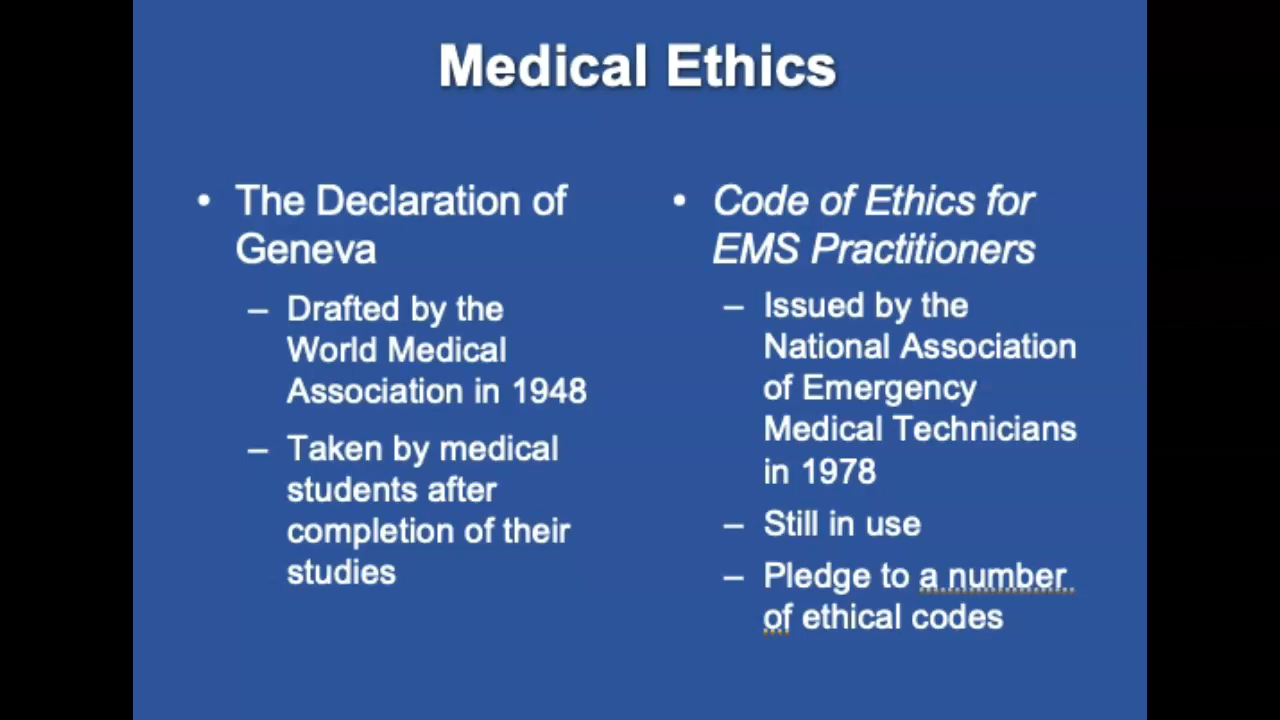 Medical Ethics
• The Declaration of
Geneva
– Drafted by the
World Medical
Association in 1948
– Taken by medical
students after
completion of their
studies
• Code of Ethics for
EMS Practitioners
– Issued by the
National Association
of Emergency
Medical Technicians
in 1978
– Still in use
– Pledge to a number
of ethical codes